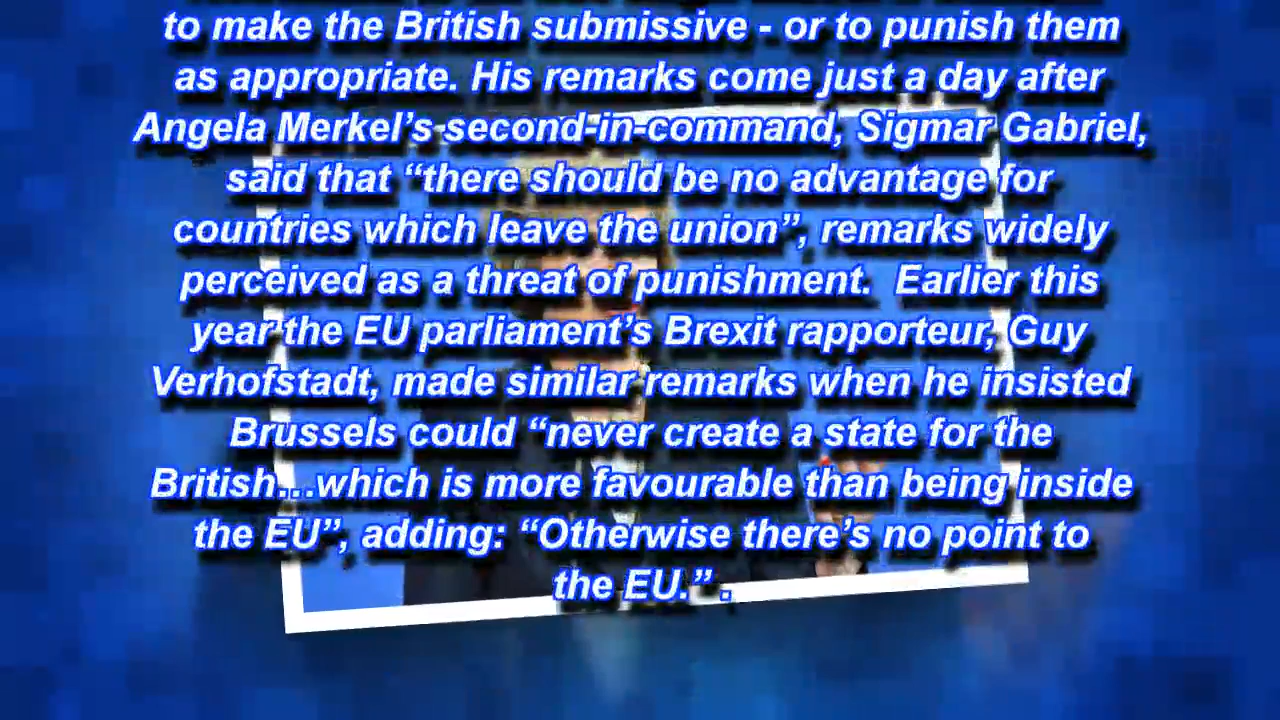 to make the British submissive - or to punish them
as appropriate. His remarks come just a day after
Angela Merkel’s second-in-command, Sigmar Gabriel,
said that “there should be no advantage for
countries which leave the union”, remarks widely
perceived as a threat of punishment.  Earlier this
year the EU parliament’s Brexit rapporteur, Guy
Verhofstadt, made similar remarks when he insisted
Brussels could “never create a state for the
British…which is more favourable than being inside
the EU”, adding: “Otherwise there’s no point to
the EU.” .